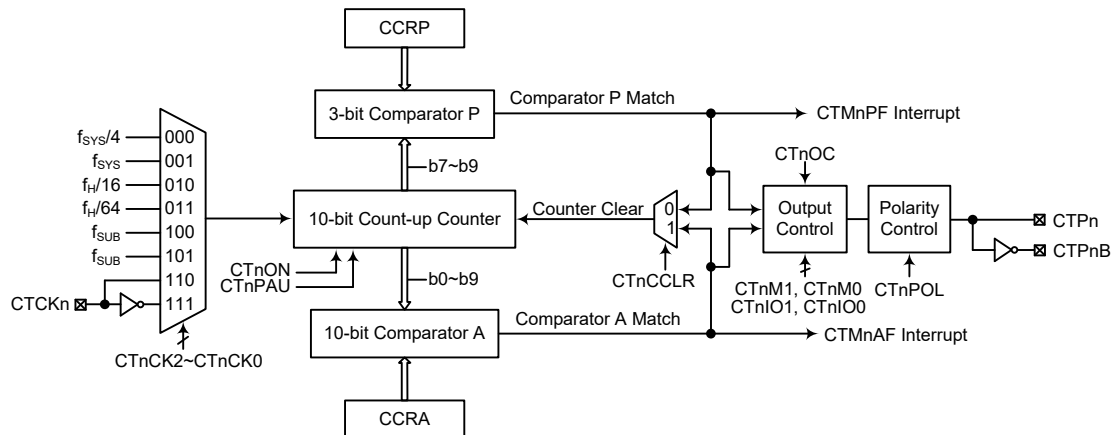 CCRP
3-bit Comparator P
Comparator P Match
CTMnPF Interrupt
b7~b9
fSYS/4
000
fSYS
001
fH/16
010
fH/64
011
fSUB
100
fSUB
101
110
111
CTCKn
CTnCK2~CTnCK0
10-bit Count-up Counter
Counter Clear
0
1
CTnCCLR
CTnON
CTnPAU
b0~b9
CTnOC
Output
Control
CTnM1, CTnM0
CTnIO1, CTnIO0
Polarity
Control
CTnPOL
CTPn
CTPnB
10-bit Comparator A
Comparator A Match
CTMnAF Interrupt
CCRA